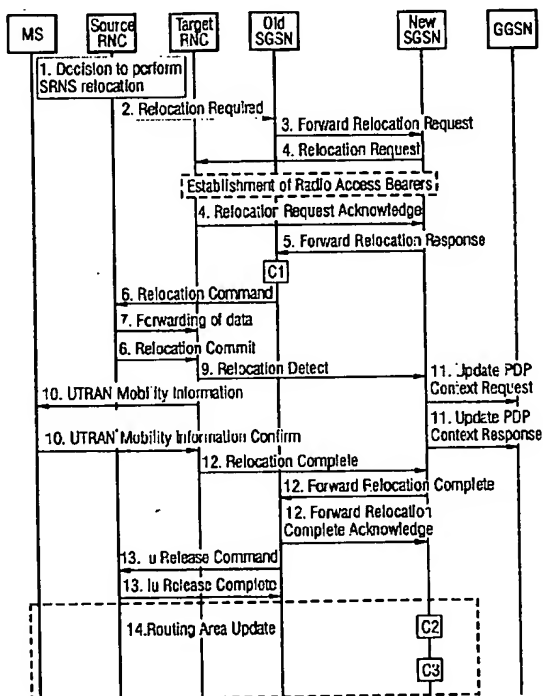 MS
Source
RNC
Target
RNC
Old
SGSN
New
SGSN
GGSN
1. Decision to perform
SRNS relocation
2. Relocation Required
3. Forward Relocation Request
4. Relocation Request
Establishment of Radio Access Bearers
4. Relocation Request Acknowledge
5. Forward Relocation Response
C1
6. Relocation Command
7. Forwarding of data
6. Relocation Commit
9. Relocation Detect
11. Update PDP
Context Request
10. UTRAN Mobility Information
11. Update PDP
Context Response
10. UTRAN Mobility Information Confirm
12. Relocation Complete
12. Forward Relocation Complete
12. Forward Relocation
Complete Acknowledge
13. Iu Release Command
13. Iu Release Complete
14.Routing Area Update
C2
C3